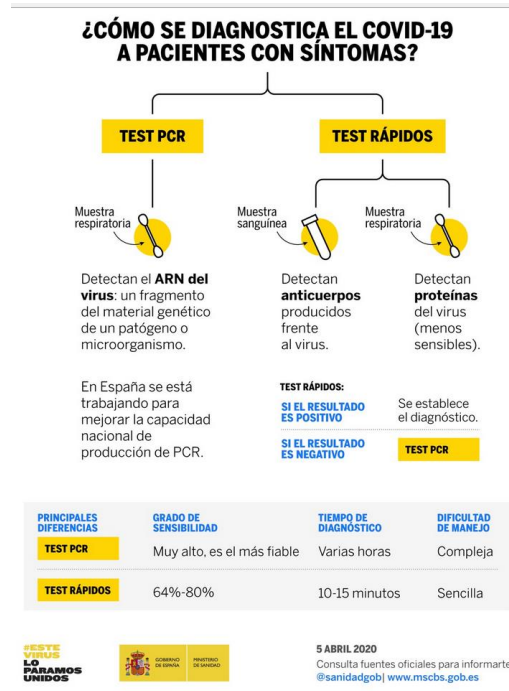 ¿CÓMO SE DIAGNOSTICA EL COVID-19
A PACIENTES CON SÍNTOMAS?
TEST PCR
TEST RÁPIDOS
Muestra
respiratoria
Muestra
sanguínea
Muestra
respiratoria
Detectan el ARN del
virus: un fragmento
del material genético
de un patógeno o
microorganismo.
Detectan
anticuerpos
producidos
frente
al virus.
Detectan
proteínas
del virus
(menos
sensibles).
En España se está
trabajando para
mejorar la capacidad
nacional de
producción de PCR.
TEST RÁPIDOS:
SI EL RESULTADO
ES POSITIVO
Se establece
el diagnóstico.
SI EL RESULTADO
ES NEGATIVO
TEST PCR
PRINCIPALES
DIFERENCIAS
GRADO DE
SENSIBILIDAD
TIEMPO DE
DIAGNÓSTICO
DIFICULTAD
DE MANEJO
TEST PCR
Muy alto, es el más fiable
Varias horas
Compleja
TEST RÁPIDOS
64%-80%
10-15 minutos
Sencilla
#ESTE
VIRUS
LO
PARAMOS
UNIDOS
GOBIERNO
DE ESPAÑA
MINISTERIO
DE SANIDAD
5 ABRIL 2020
Consulta fuentes oficiales para informarte
@sanidadgob| www.mscbs.gob.es